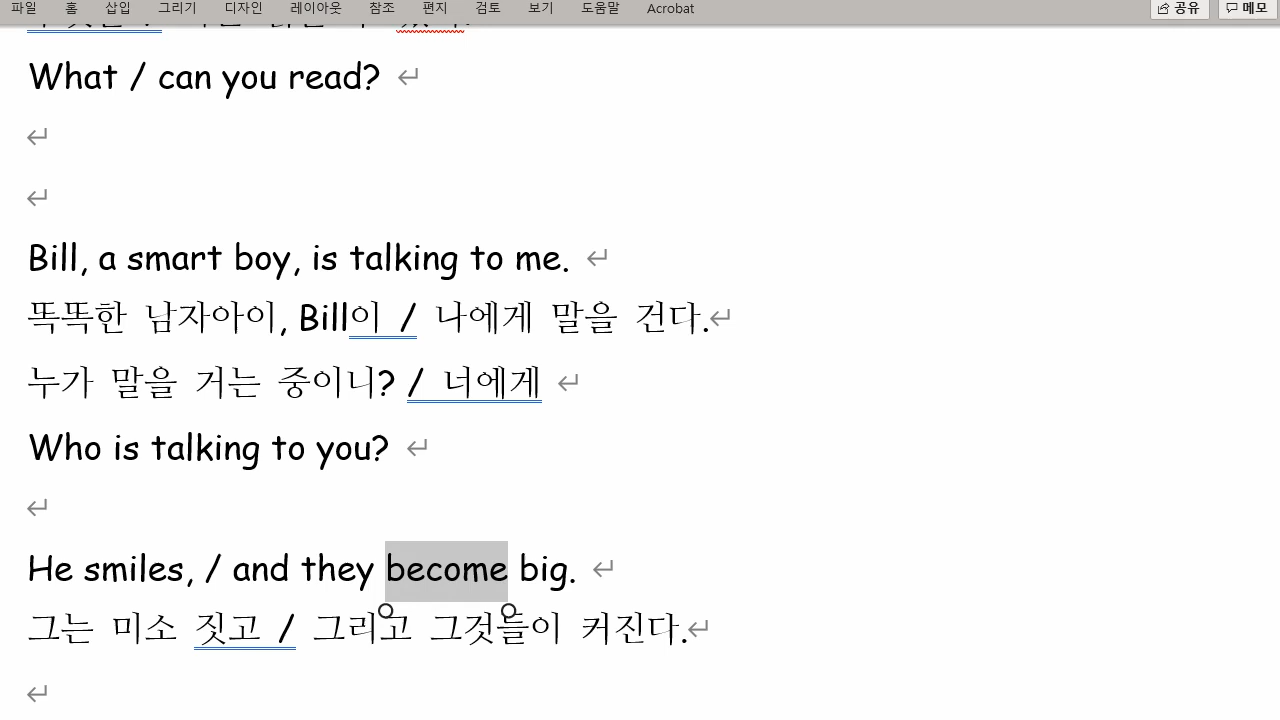 파일 홈 삽입 그리기 디자인 레이아웃 참조 편지 검토 보기 도움말 Acrobat 공유 메모
What / can you read?
Bill, a smart boy, is talking to me.
똑똑한 남자아이, Bill이 / 나에게 말을 건다.
누가 말을 거는 중이니? / 너에게
Who is talking to you?
He smiles, / and they become big.
그는 미소 짓고 / 그리고 그것들이 커진다.